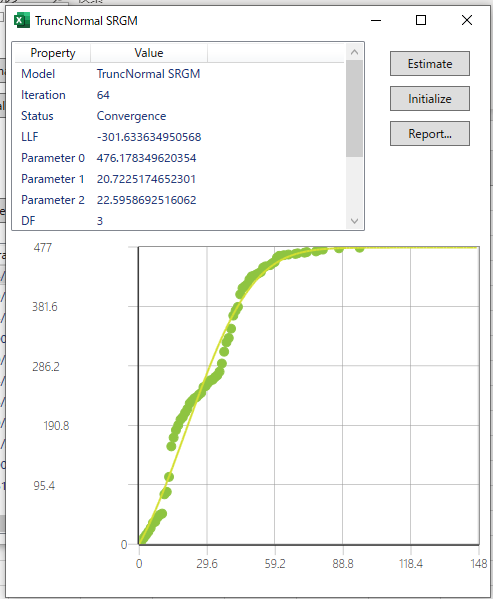 TruncNormal SRGM
Property Value
Model TruncNormal SRGM
Iteration 64
Status Convergence
LLF -301.633634950568
Parameter 0 476.178349620354
Parameter 1 20.7225174652301
Parameter 2 22.5958692516062
DF 3
Estimate
Initialize
Report...
477
381.6
286.2
190.8
95.4
0
0 29.6 59.2 88.8 118.4 148